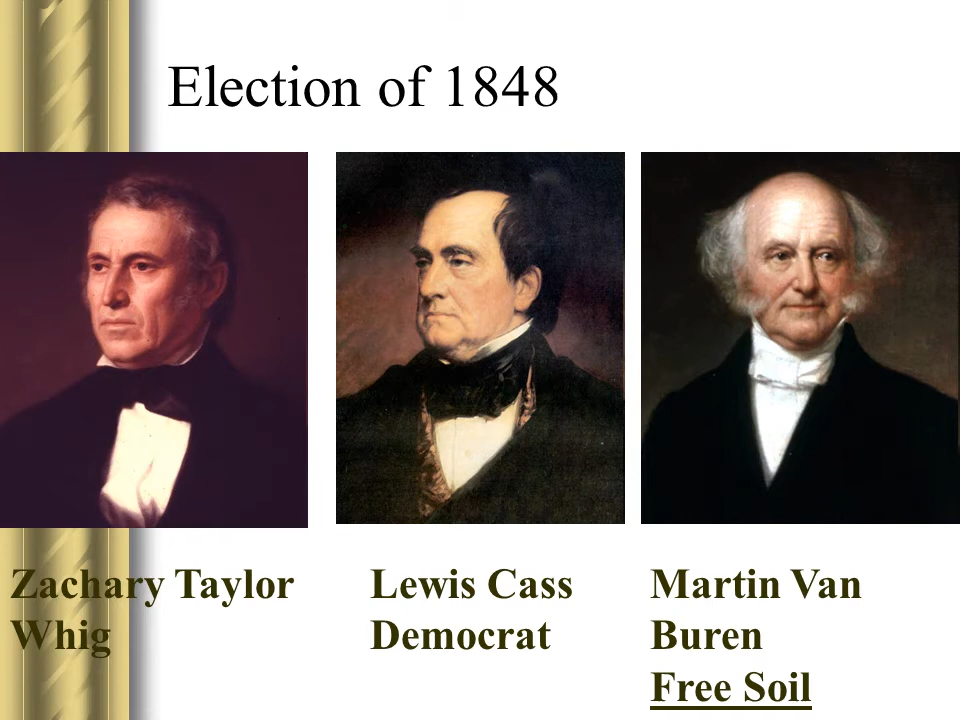 Election of 1848
Zachary Taylor
Whig
Lewis Cass
Democrat
Martin Van
Buren
Free Soil